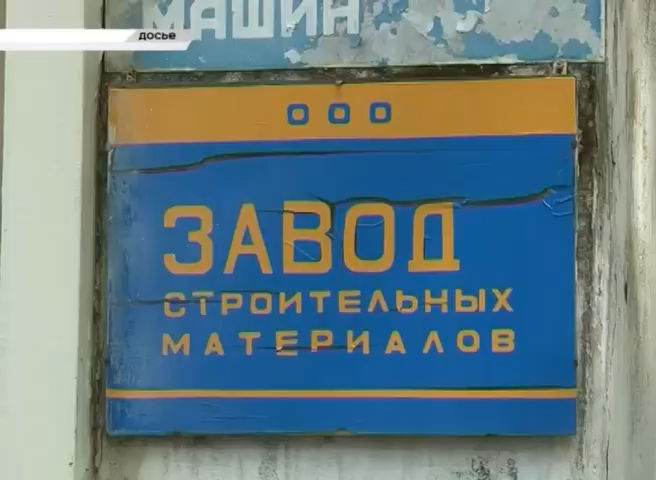 МАШИН
досье
ООО
ЗАВОД
СТРОИТЕЛЬНЫХ
МАТЕРИАЛОВ